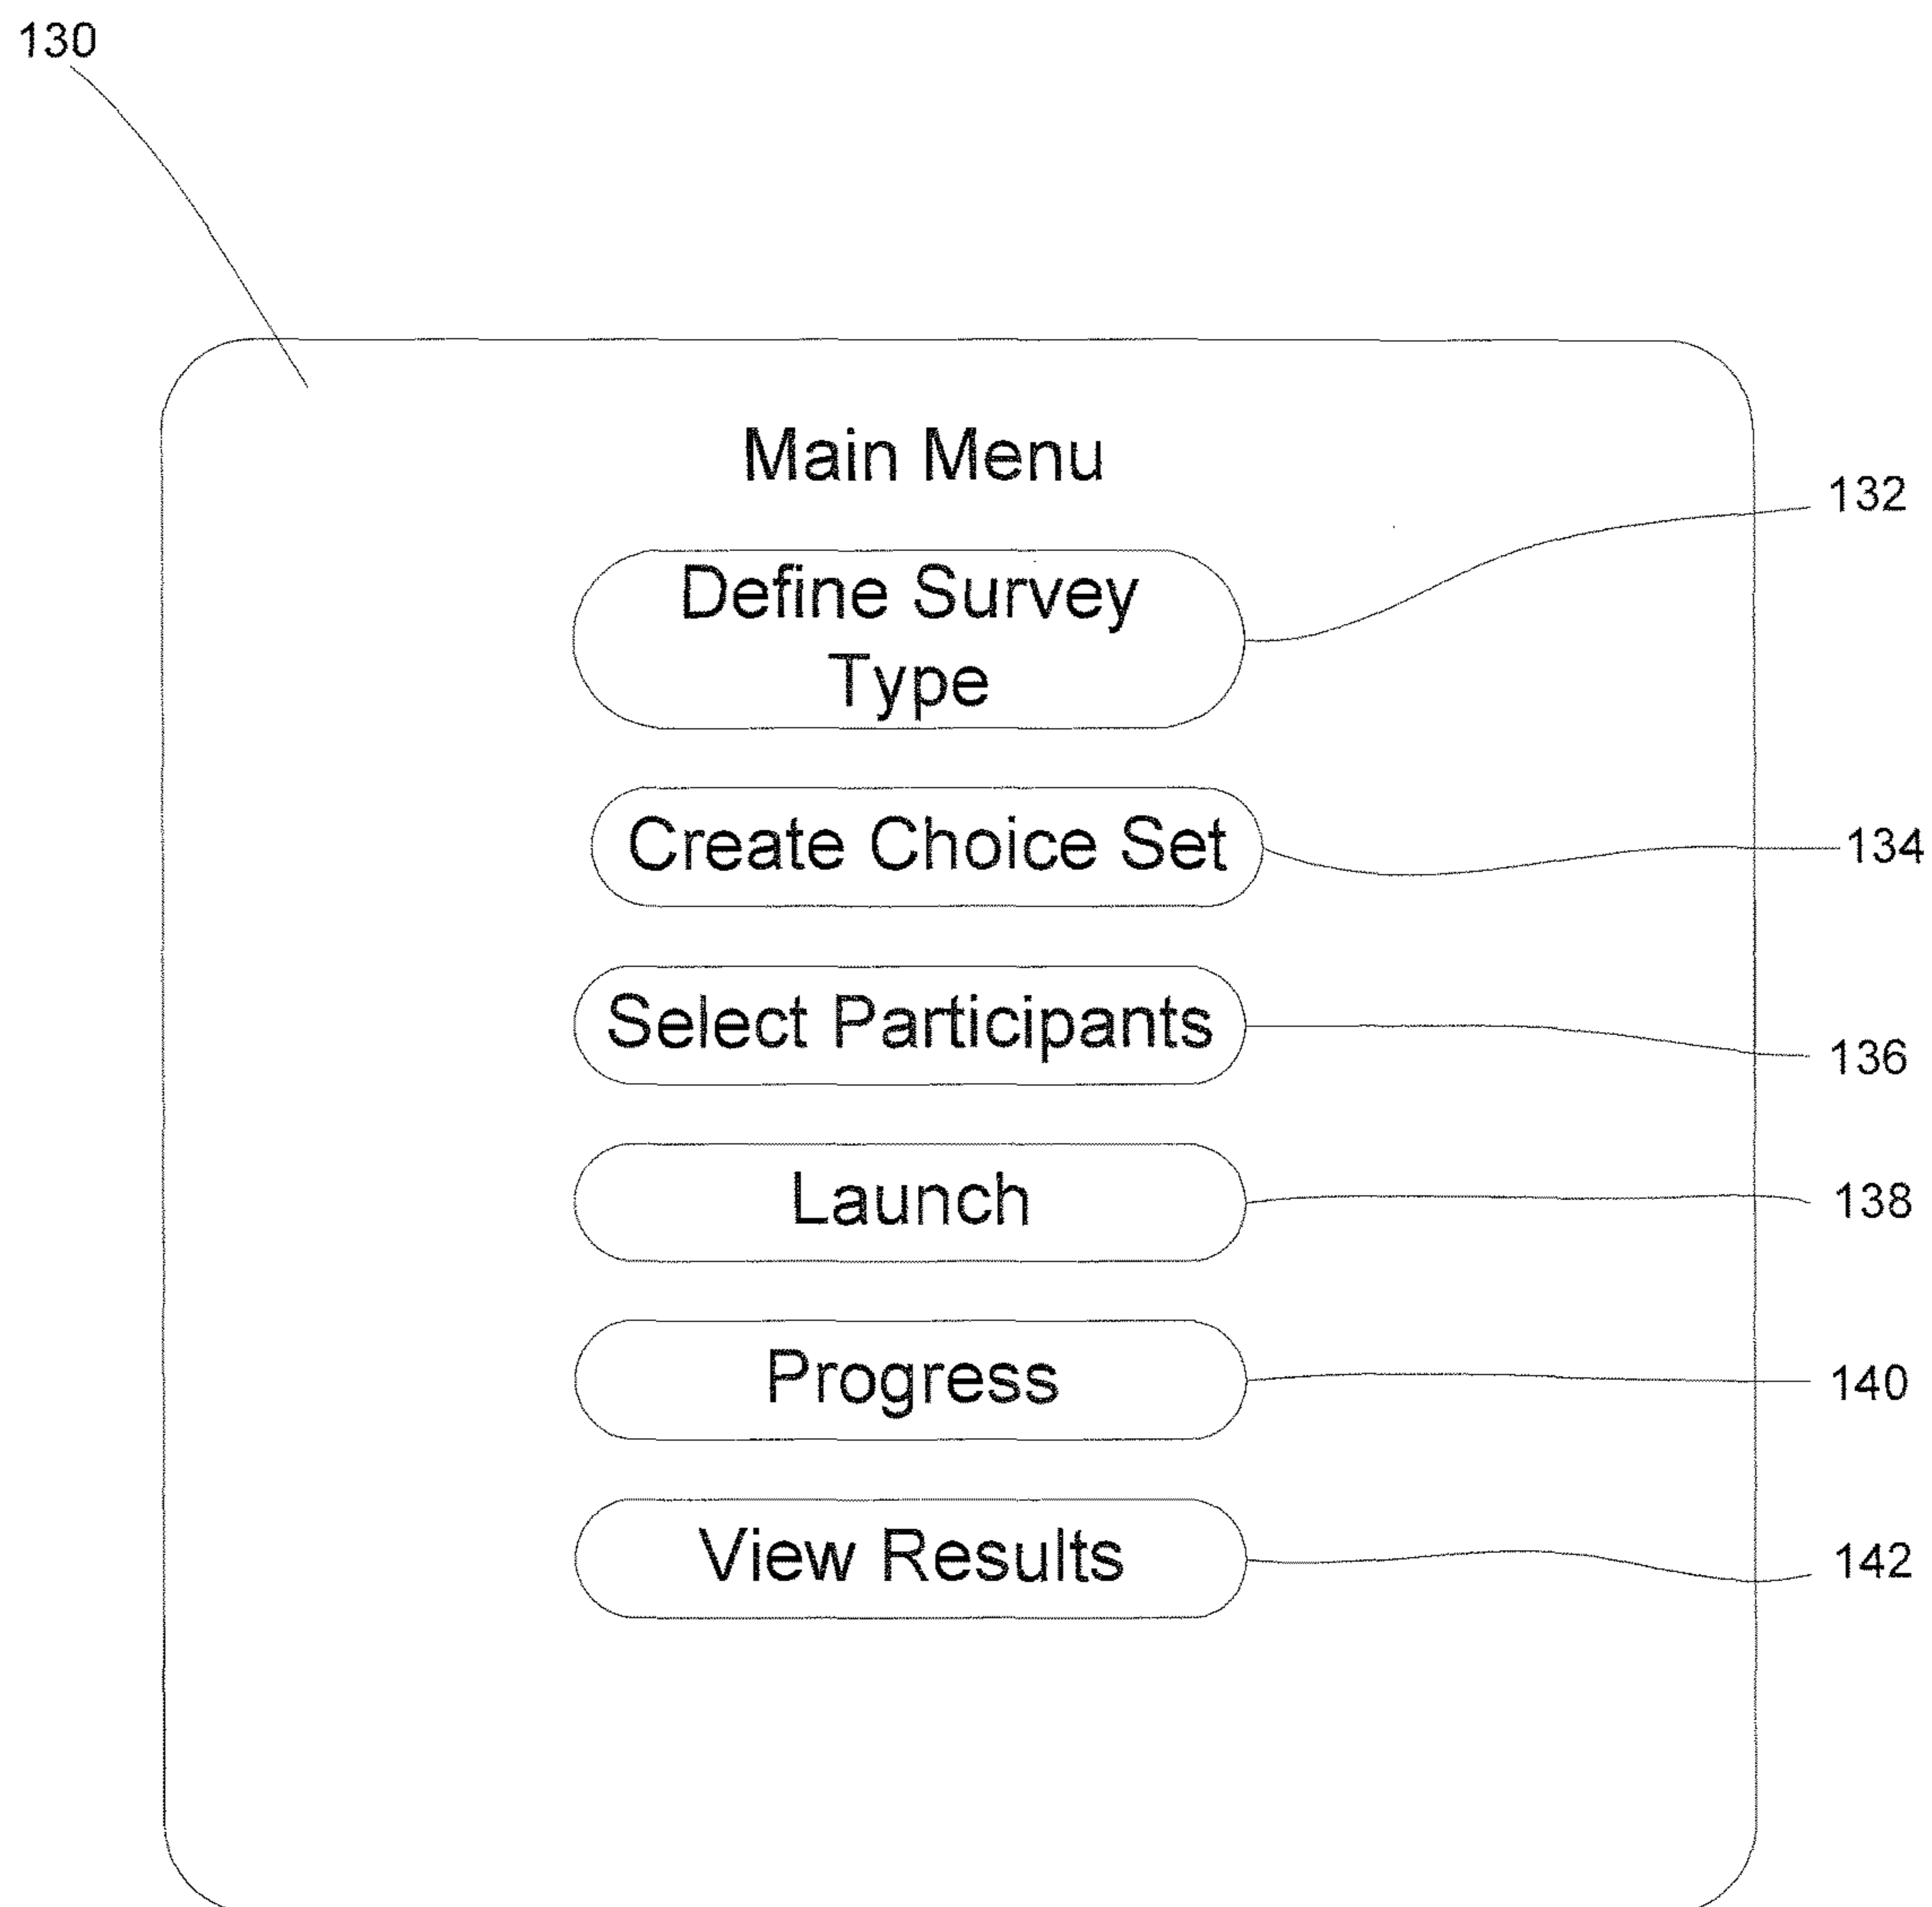 130
Main Menu
132
Define Survey
Type
Create Choice Set
134
Select Participants
136
Launch
138
Progress
140
View Results
142